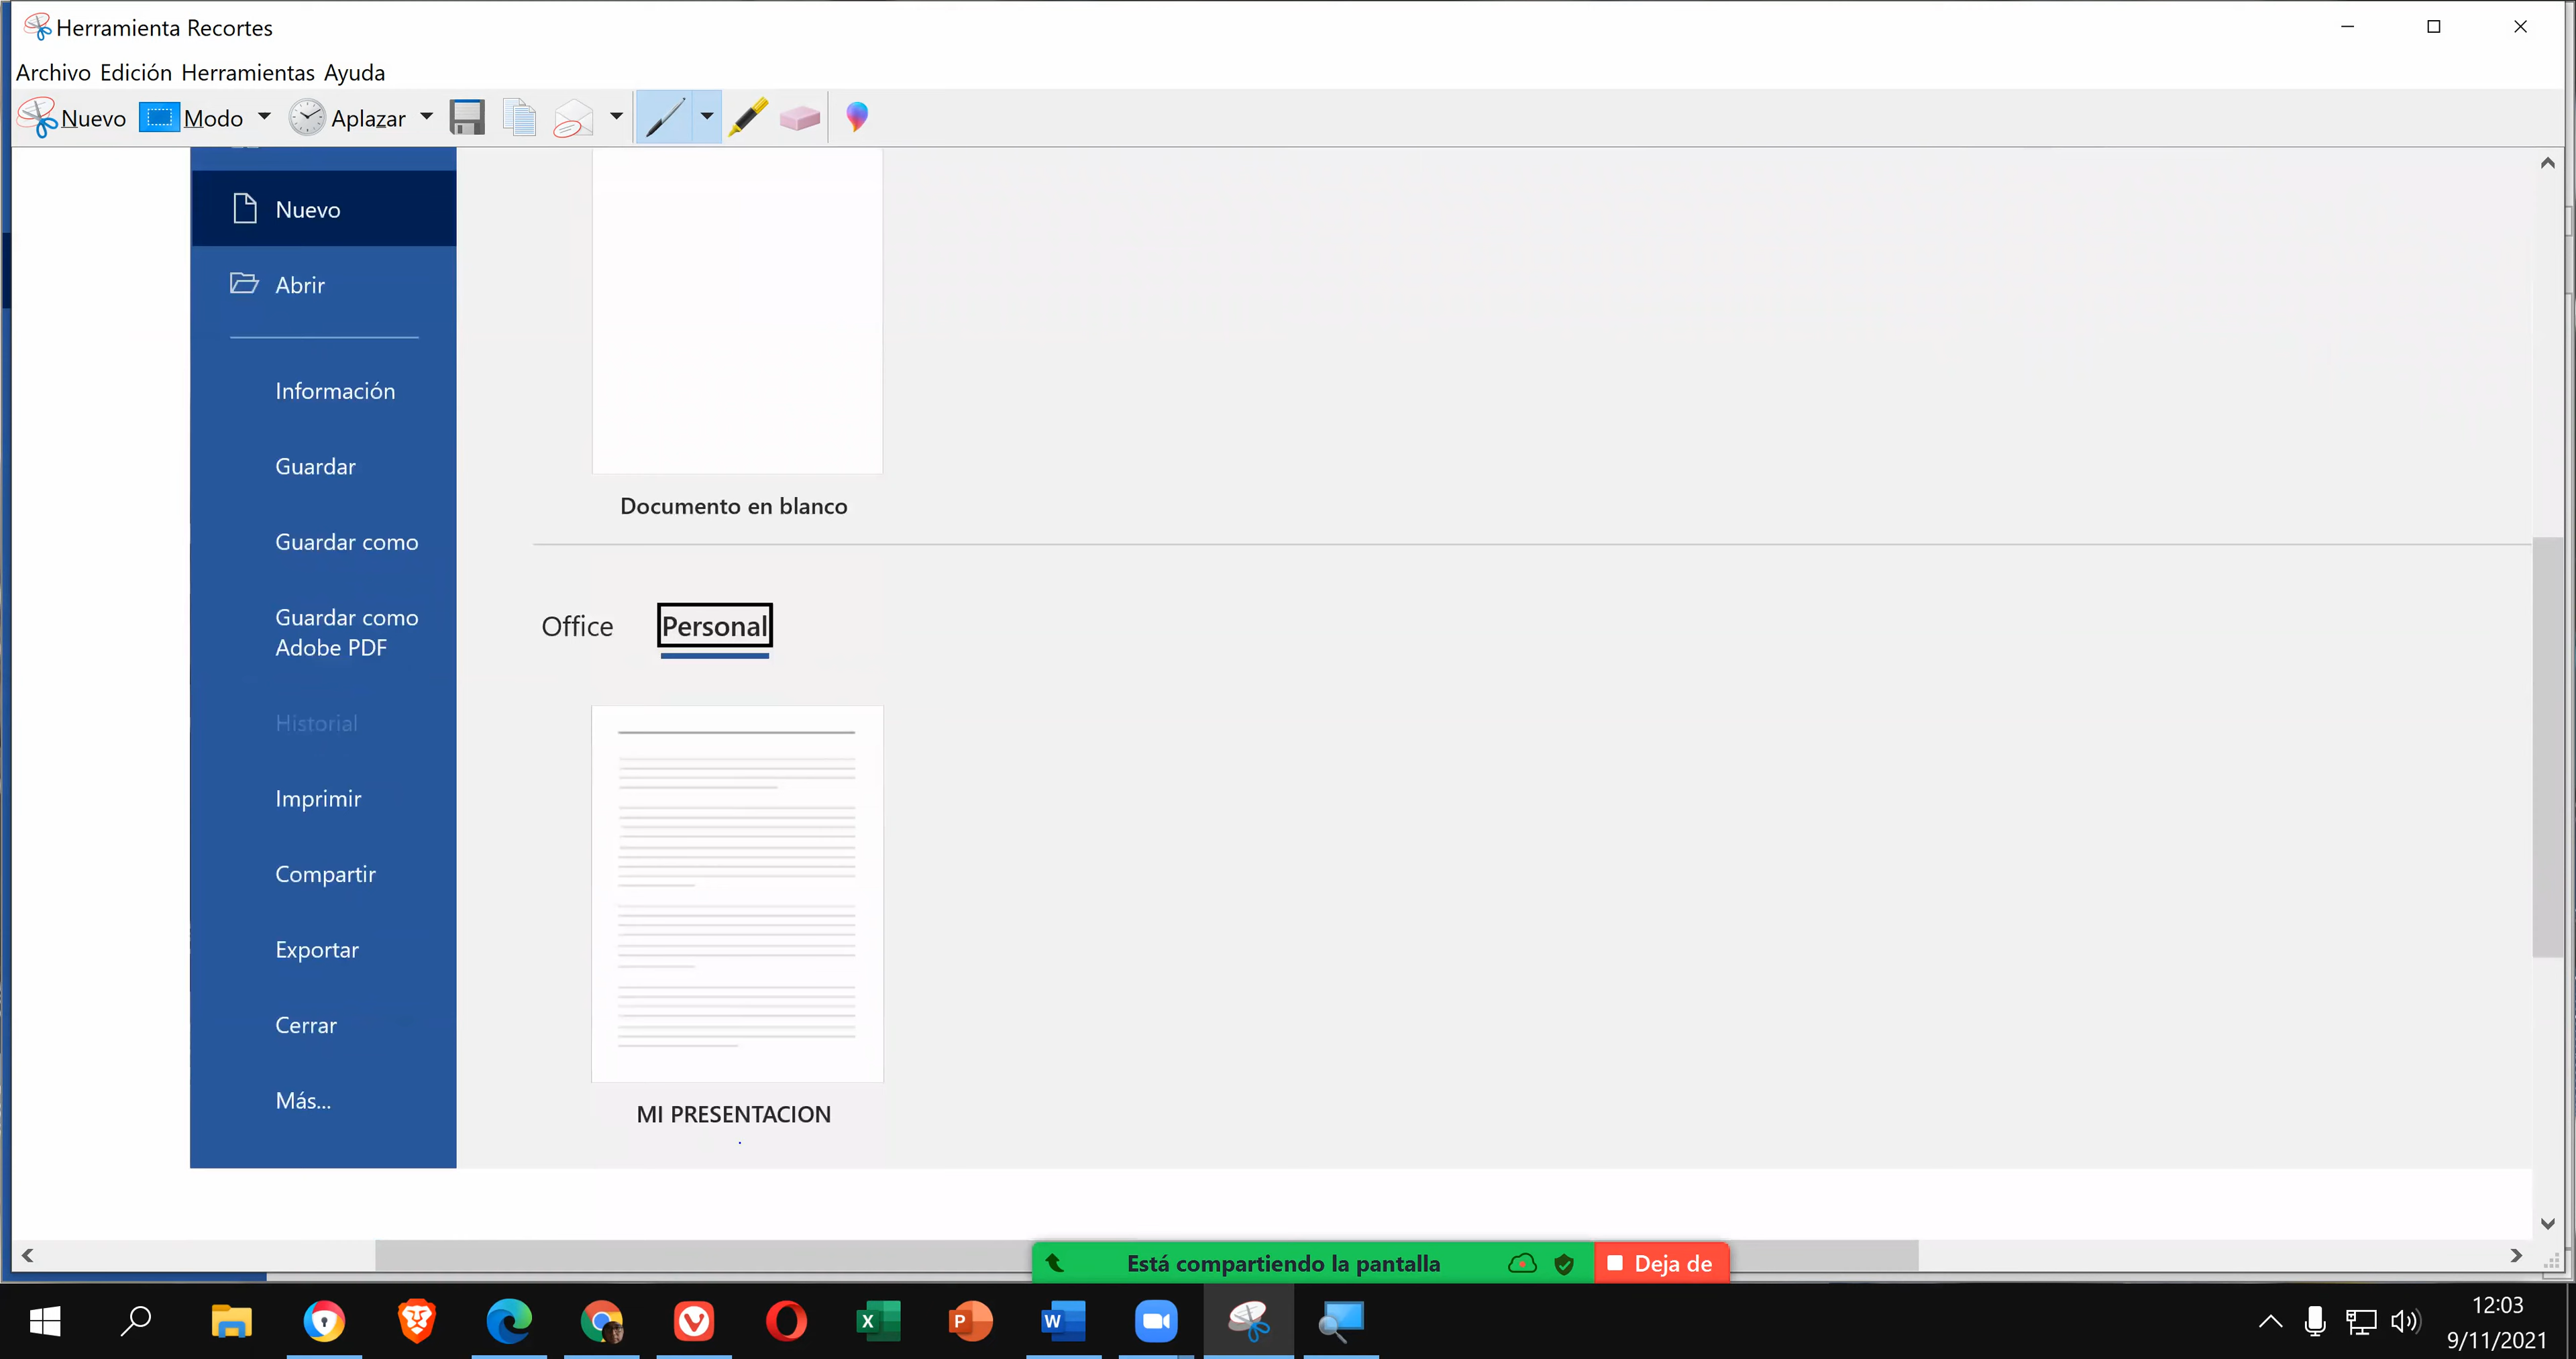 Herramienta Recortes
Archivo Edición Herramientas Ayuda
Nuevo Modo Aplazar
Nuevo
Abrir
Información
Guardar
Guardar como
Guardar como
Adobe PDF
Historial
Imprimir
Compartir
Exportar
Cerrar
Más...
Documento en blanco
Office Personal
MI PRESENTACION
Está compartiendo la pantalla
Deja de
12:03
9/11/2021